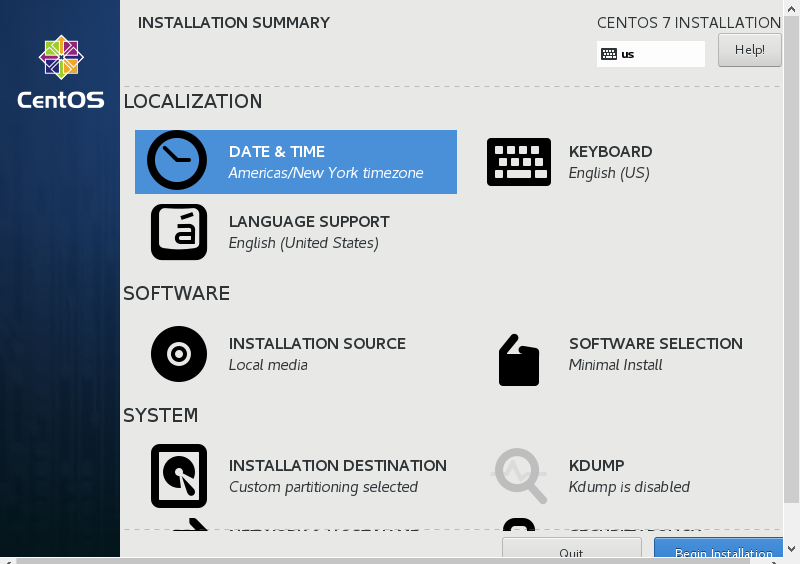 INSTALLATION SUMMARY
CENTOS 7 INSTALLATION
us
Help!
CentOS
LOCALIZATION
DATE & TIME
Americas/New York timezone
KEYBOARD
English (US)
á
LANGUAGE SUPPORT
English (United States)
SOFTWARE
INSTALLATION SOURCE
Local media
SOFTWARE SELECTION
Minimal Install
SYSTEM
INSTALLATION DESTINATION
Custom partitioning selected
KDUMP
Kdump is disabled
Quit
Begin Installation